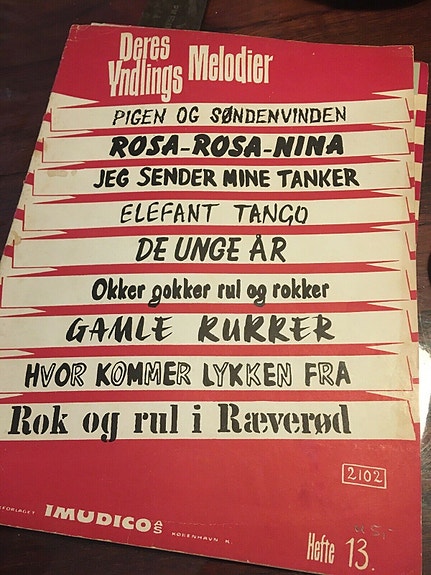 Deres
Yndlings Melodier
PIGEN OG SØNDENVINDEN
ROSA-ROSA-NINA
JEG SENDER MINE TANKER
ELEFANT TANGO
DE UNGE ÅR
Okker gokker rul og rokker
GAMLE RUKKER
HVOR KOMMER LYKKEN FRA
Rok og rul i Ræverød
2102
IMUDICO A/S KØBENHAVN K.
Hefte 13.